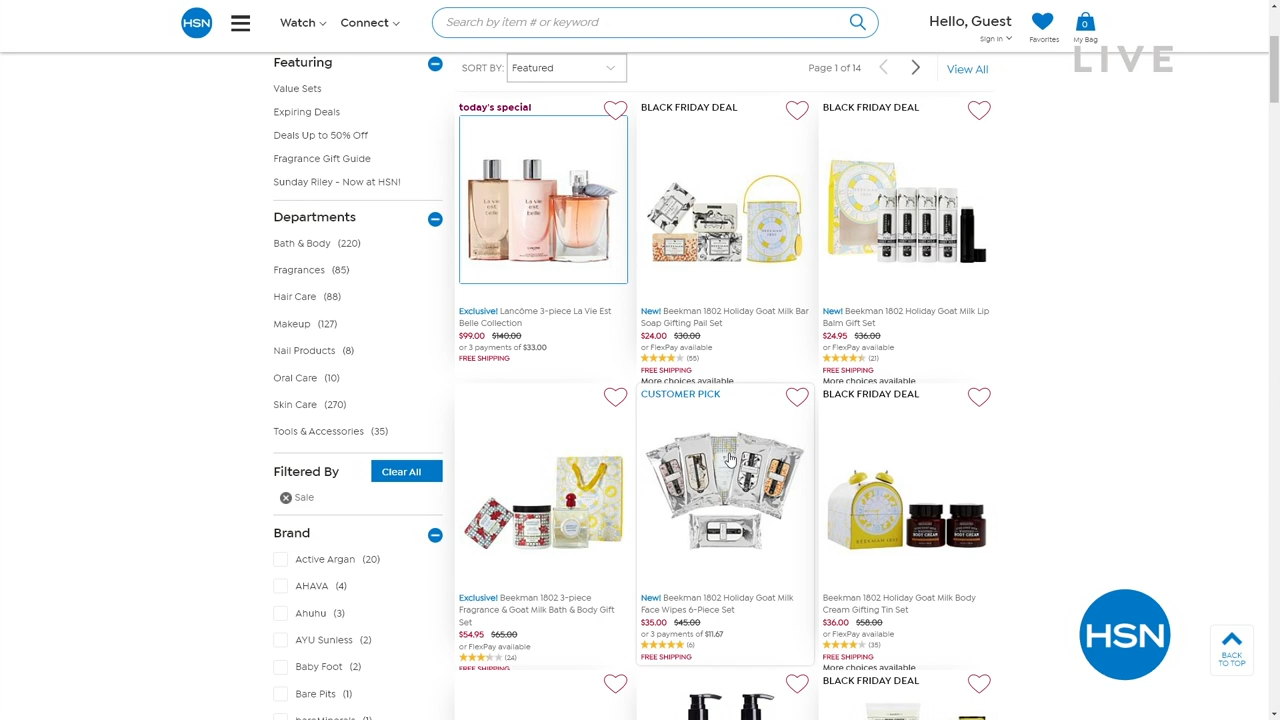 HSN
Watch
Connect
Search by item # or keyword
Hello, Guest
Sign In
Favorites
0
My Bag
LIVE
Featuring
Value Sets
Expiring Deals
Deals Up to 50% Off
Fragrance Gift Guide
Sunday Riley - Now at HSN!
Departments
Bath & Body (220)
Fragrances (85)
Hair Care (88)
Makeup (127)
Nail Products (8)
Oral Care (10)
Skin Care (270)
Tools & Accessories (35)
Filtered By
Clear All
Sale
Brand
Active Argan (20)
AHAVA (4)
Ahuhu (3)
AYU Sunless (2)
Baby Foot (2)
Bare Pits (1)
bareMinerals (1)
SORT BY: Featured
Page 1 of 14
View All
today's special
Exclusive! Lancôme 3-piece La Vie Est
Belle Collection
$99.00 $140.00
or 3 payments of $33.00
FREE SHIPPING
BLACK FRIDAY DEAL
BEEKMAN 1802
New! Beekman 1802 Holiday Goat Milk Bar
Soap Gifting Pail Set
$24.00 $30.00
or FlexPay available
(55)
FREE SHIPPING
More choices available
BLACK FRIDAY DEAL
New! Beekman 1802 Holiday Goat Milk Lip
Balm Gift Set
$24.95 $36.00
or FlexPay available
(21)
FREE SHIPPING
More choices available
Exclusive! Beekman 1802 3-piece
Fragrance & Goat Milk Bath & Body Gift
Set
$54.95 $65.00
or FlexPay available
(24)
FREE SHIPPING
CUSTOMER PICK
New! Beekman 1802 Holiday Goat Milk
Face Wipes 6-Piece Set
$35.00 $45.00
or 3 payments of $11.67
(6)
FREE SHIPPING
BLACK FRIDAY DEAL
BEEKMAN 1802
Beekman 1802 Holiday Goat Milk Body
Cream Gifting Tin Set
$36.00 $58.00
or FlexPay available
(35)
FREE SHIPPING
More choices available
BLACK FRIDAY DEAL
HSN
BACK
TO TOP